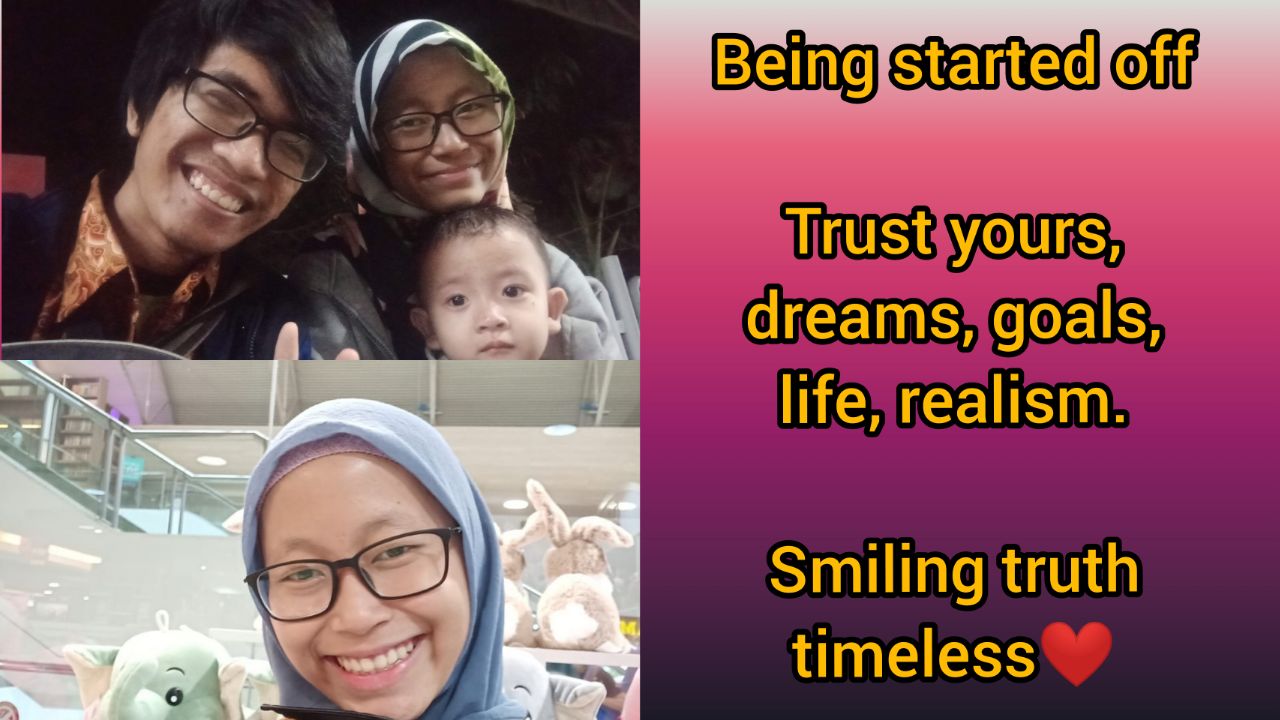 Being started off
Trust yours,
dreams, goals,
life, realism.
Smiling truth
timeless❤️